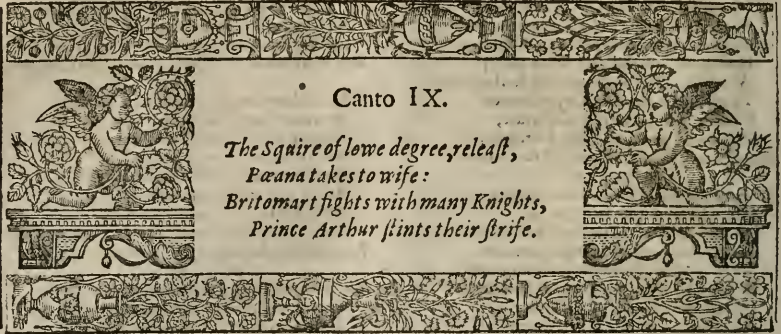 Canto IX.
The Squire of lowe degree, releaſt,
Pœana takes to wife:
Britomart fights with many Knights,
Prince Arthur ſtints their ſtrife.